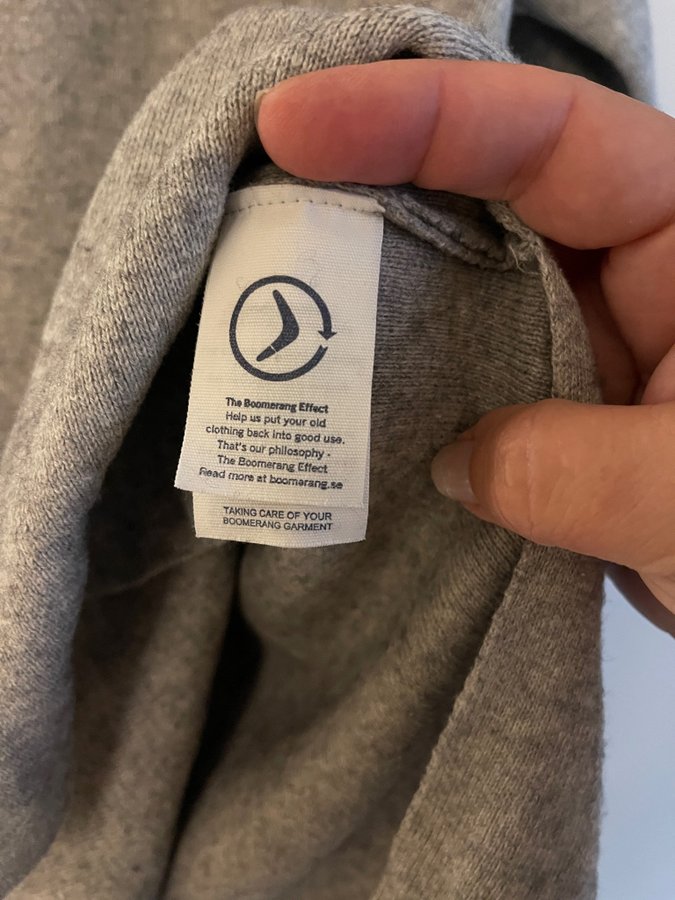 The Boomerang Effect
Help us put your old
clothing back into good use.
That's our philosophy -
The Boomerang Effect
Read more at boomerang.se
TAKING CARE OF YOUR
BOOMERANG GARMENT